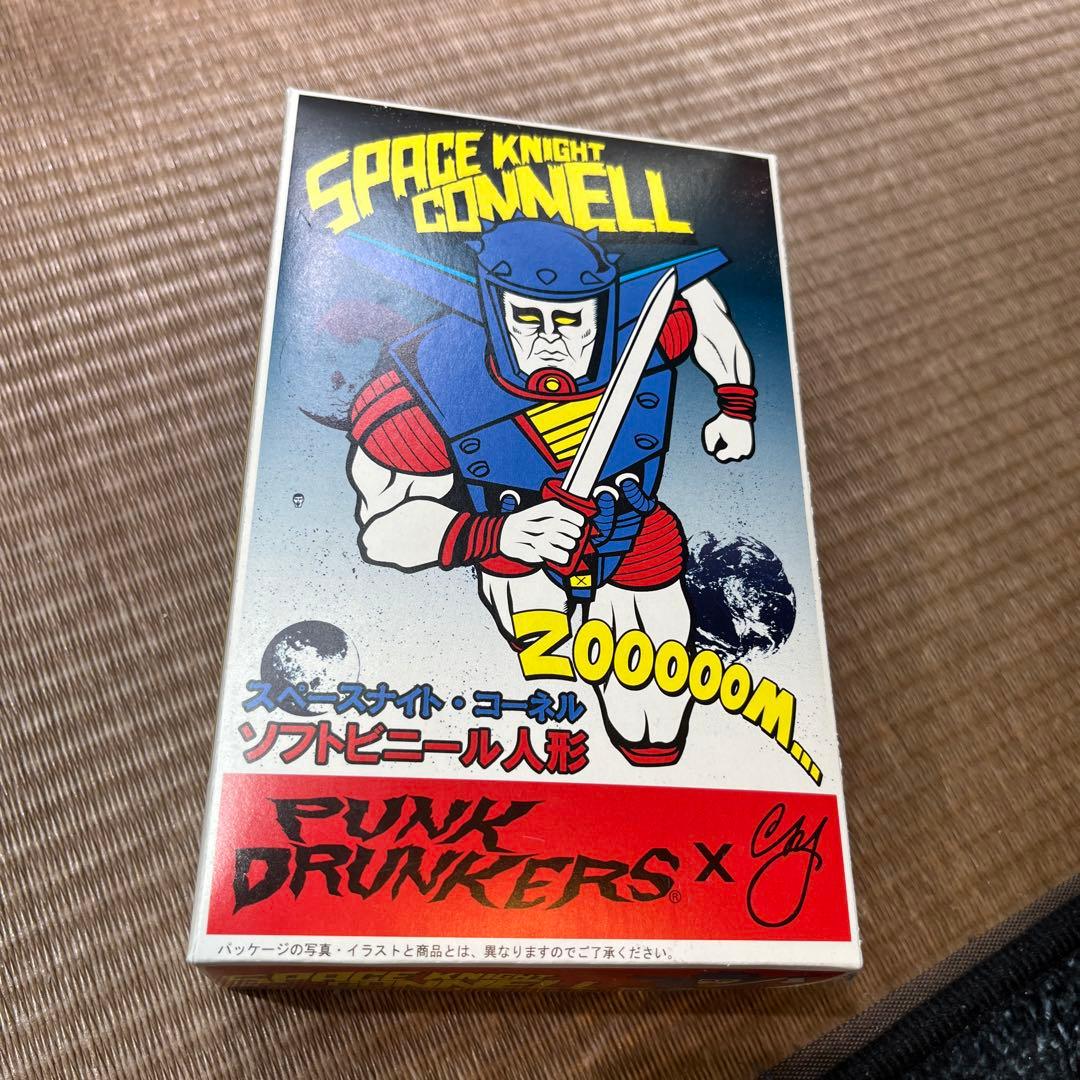 SPACE KNIGHT
CONNELL
ZOOOOOOM...
スペースナイト・コーネル
ソフトビニール人形
PUNK
DRUNKERS® X
パッケージの写真・イラストと商品とは、異なりますのでご了承ください。
SPACE KNIGHT
CONNELL